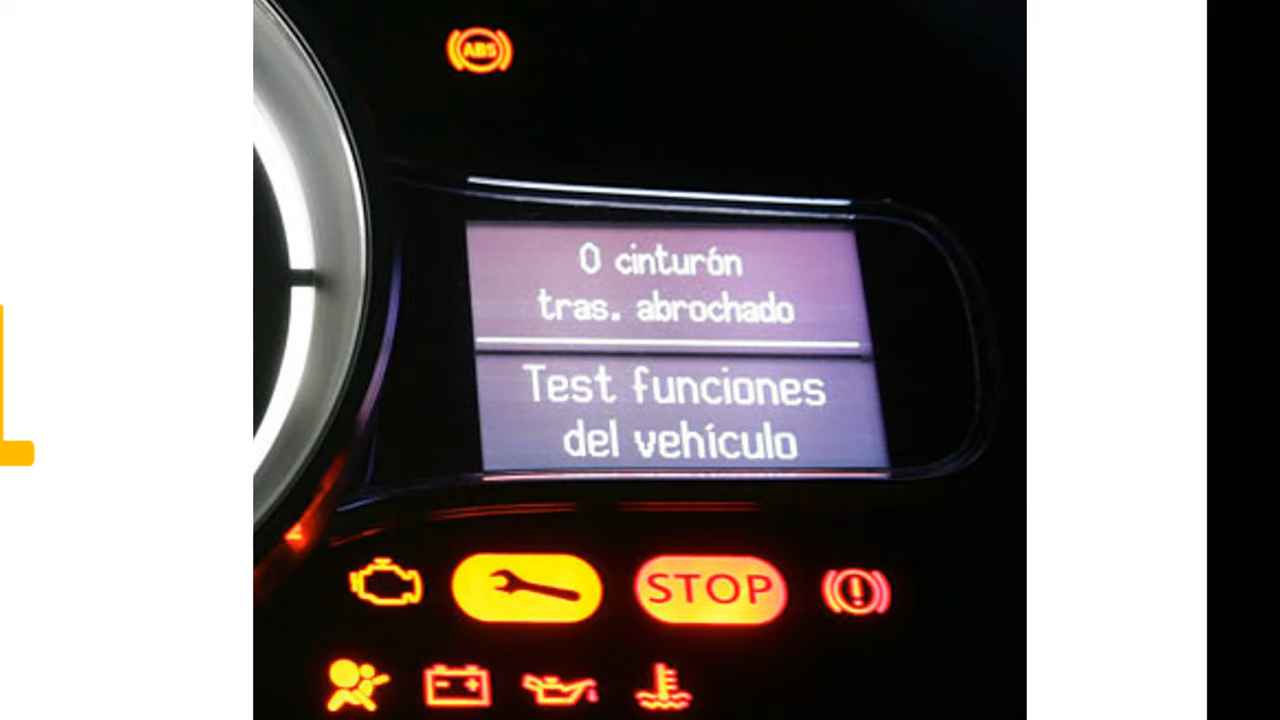 ABS
0 cinturón
tras. abrochado
Test funciones
del vehículo
STOP